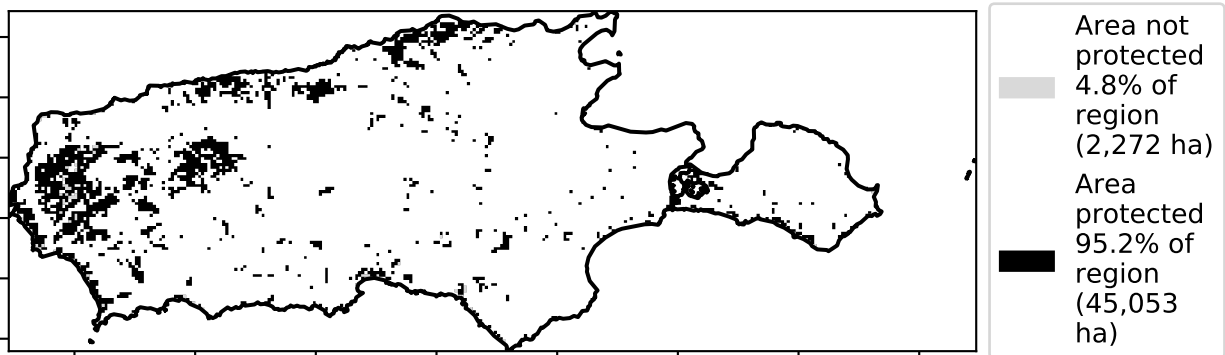 Area not
protected
4.8% of
region
(2,272 ha)
Area
protected
95.2% of
region
(45,053
ha)